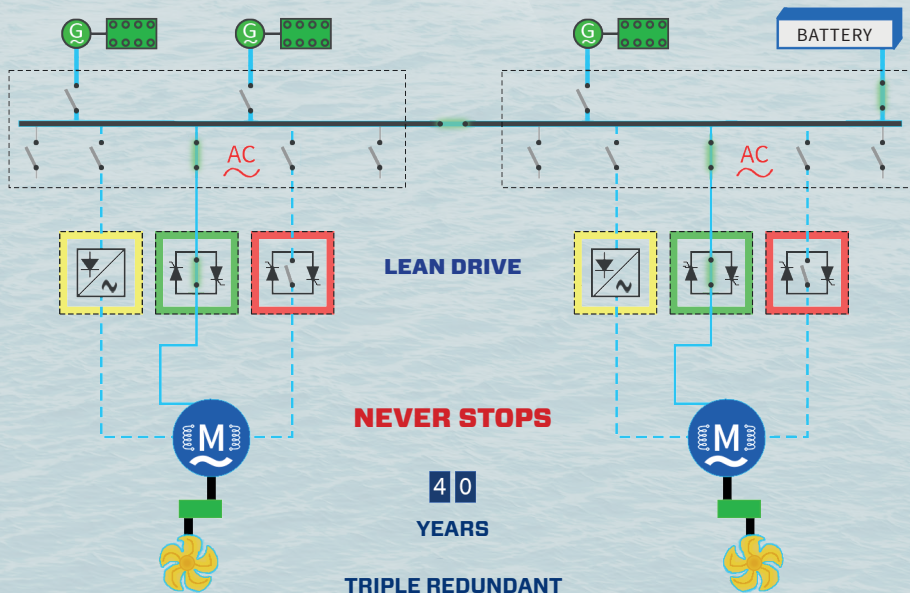 G
G
G
BATTERY
AC
AC
LEAN DRIVE
NEVER STOPS
M
M
40
YEARS
TRIPLE REDUNDANT